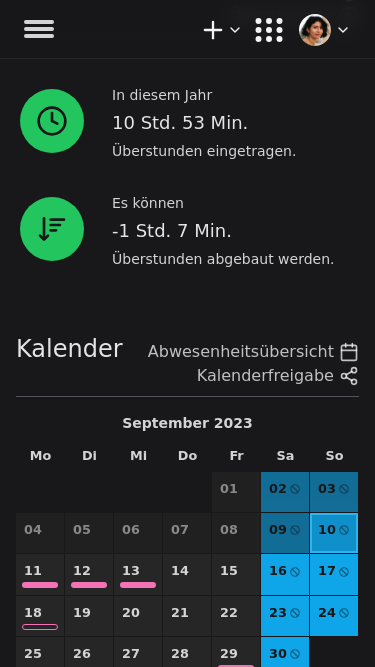 In diesem Jahr
10 Std. 53 Min.
Überstunden eingetragen.
Es können
-1 Std. 7 Min.
Überstunden abgebaut werden.
Kalender
Abwesenheitsübersicht
Kalenderfreigabe
September 2023
Mo Di Mi Do Fr Sa So
01 02 03
04 05 06 07 08 09 10
11 12 13 14 15 16 17
18 19 20 21 22 23 24
25 26 27 28 29 30